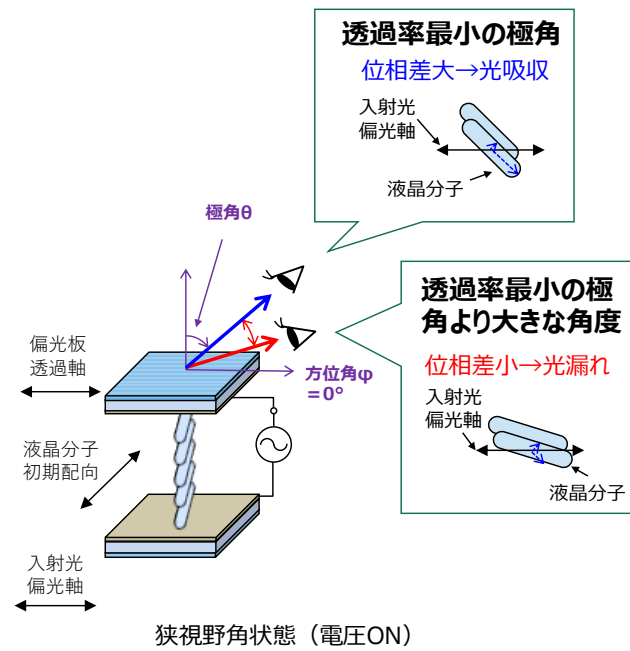 透過率最小の極角
位相差大→光吸収
入射光
偏光軸
液晶分子
極角θ
透過率最小の極
角より大きな角度
位相差小→光漏れ
入射光
偏光軸
液晶分子
偏光板
透過軸
方位角φ
＝0°
液晶分子
初期配向
入射光
偏光軸
狭視野角状態（電圧ON）